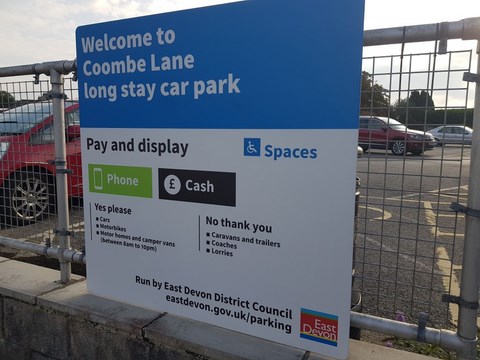 Welcome to
Coombe Lane
long stay car park
Pay and display
Spaces
Phone
£ Cash
Yes please
Cars
Motorbikes
Motor homes and camper vans
(between 8am to 10pm)
No thank you
Caravans and trailers
Coaches
Lorries
Run by East Devon District Council
eastdevon.gov.uk/parking
East
Devon